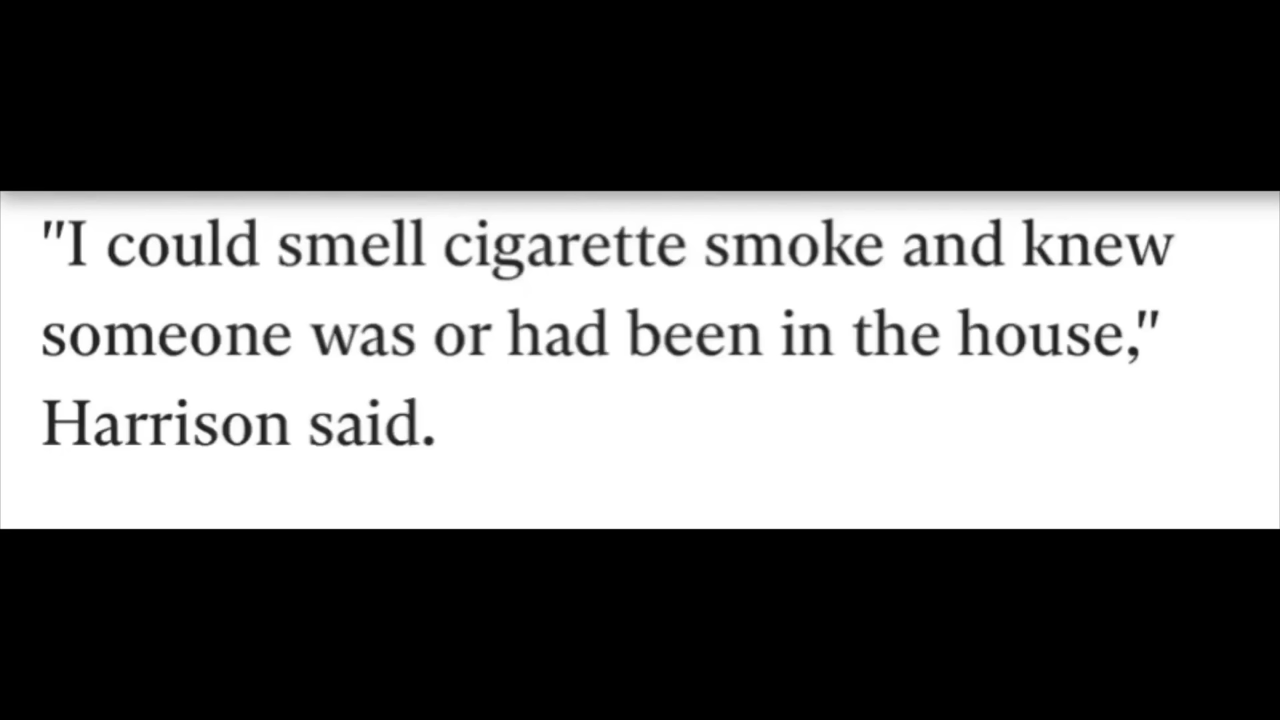 "I could smell cigarette smoke and knew
someone was or had been in the house,"
Harrison said.